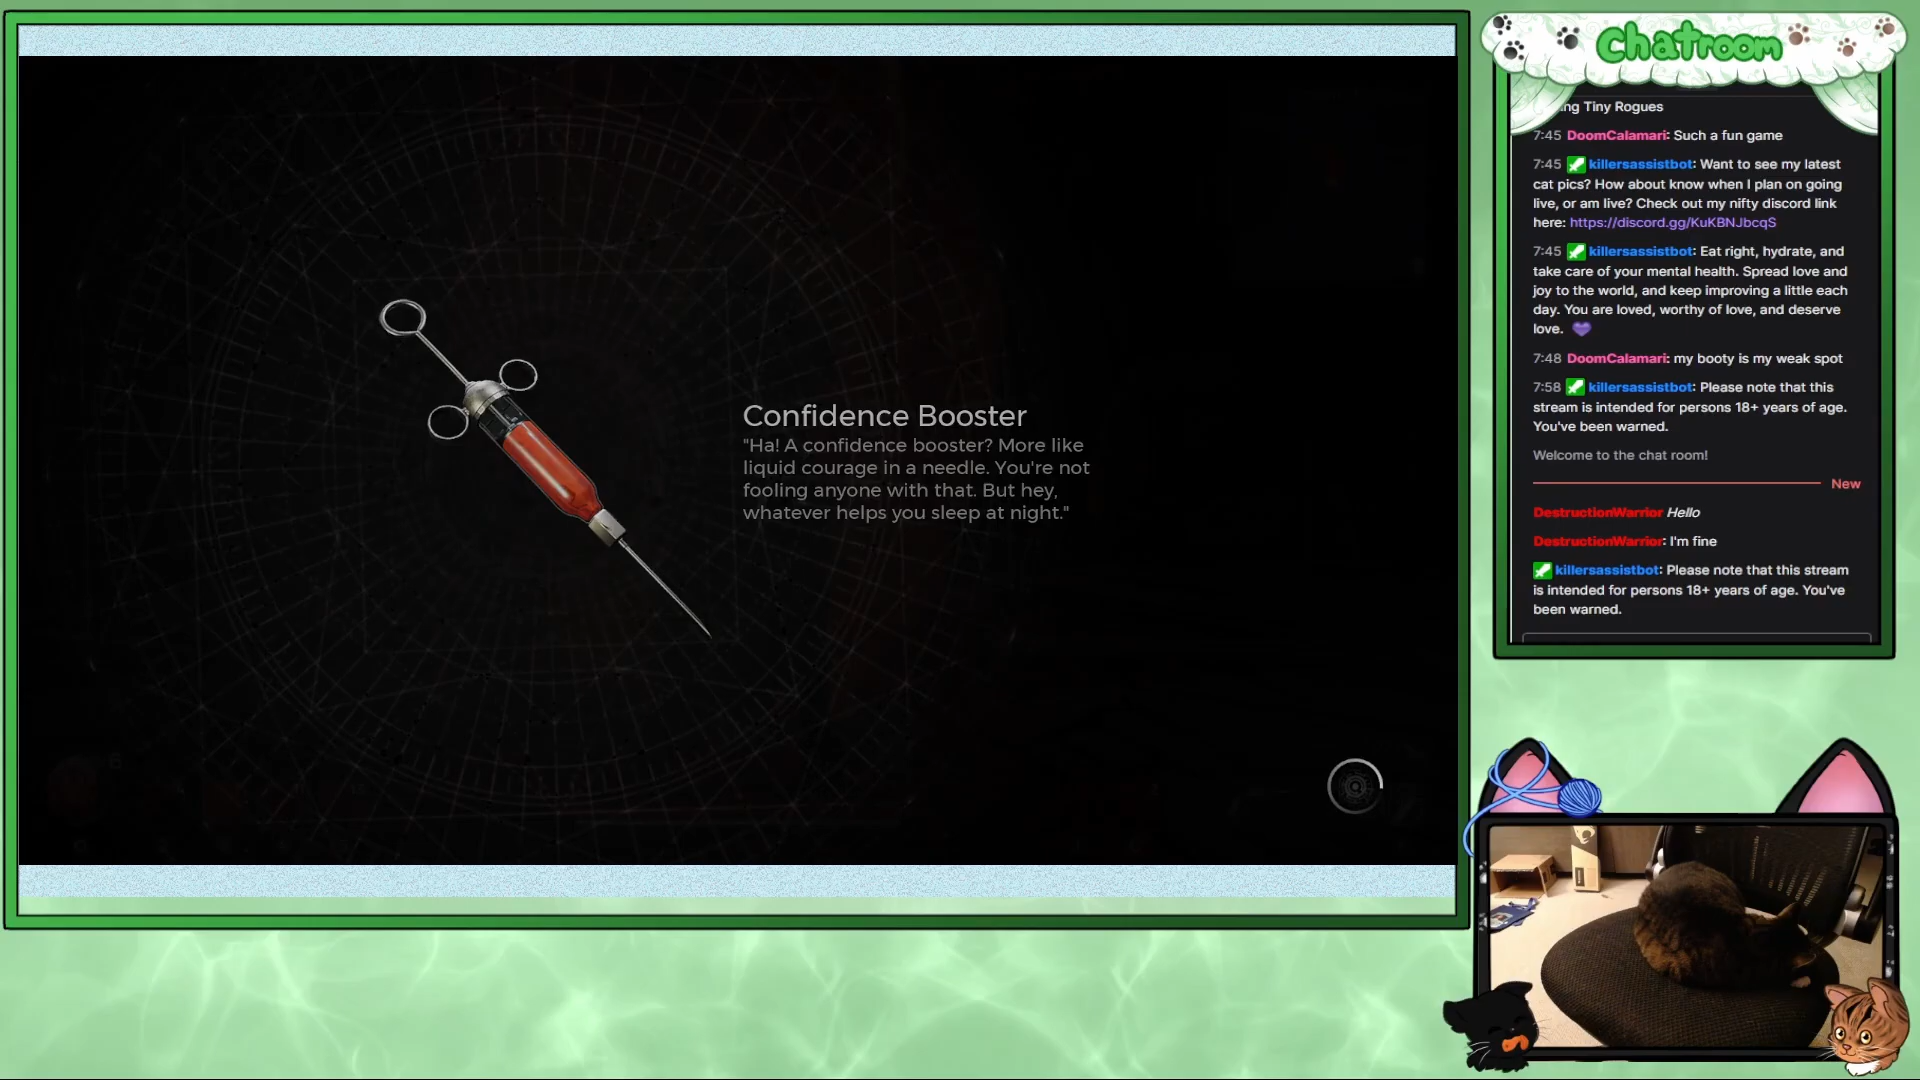 Chatroom
ng Tiny Rogues
7:45 DoomCalamari: Such a fun game
7:45 killersassistbot: Want to see my latest
cat pics? How about know when I plan on going
live, or am live? Check out my nifty discord link
here: https://discord.gg/KuKBNJbcqS
7:45 killersassistbot: Eat right, hydrate, and
take care of your mental health. Spread love and
joy to the world, and keep improving a little each
day. You are loved, worthy of love, and deserve
love.
7:48 DoomCalamari: my booty is my weak spot
7:58 killersassistbot: Please note that this
stream is intended for persons 18+ years of age.
You've been warned.
Welcome to the chat room!
New
DestructionWarrior Hello
DestructionWarrior: I'm fine
killersassistbot: Please note that this stream
is intended for persons 18+ years of age. You've
been warned.
Confidence Booster
"Ha! A confidence booster? More like
liquid courage in a needle. You're not
fooling anyone with that. But hey,
whatever helps you sleep at night."